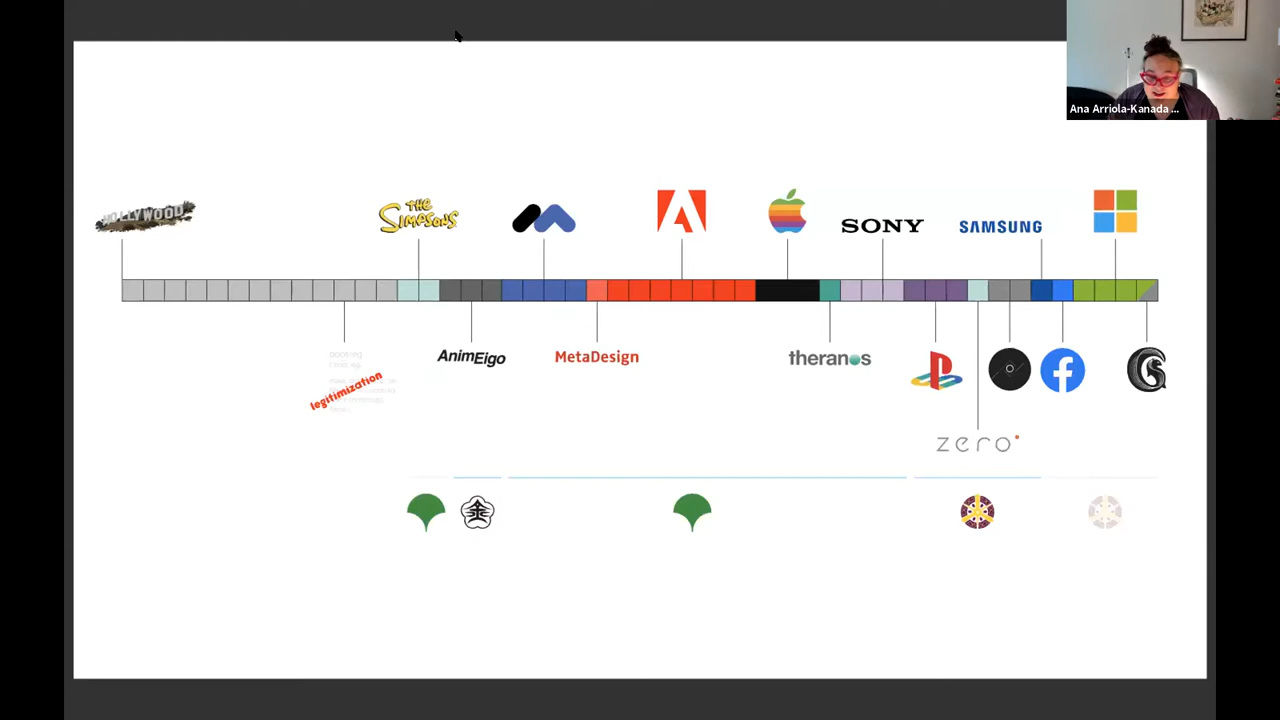 Ana Arriola-Kanada ...
HOLLYWOOD
THE
SIMPSONS
SONY
SAMSUNG
AnimEigo
MetaDesign
theranos
legitimization
zero